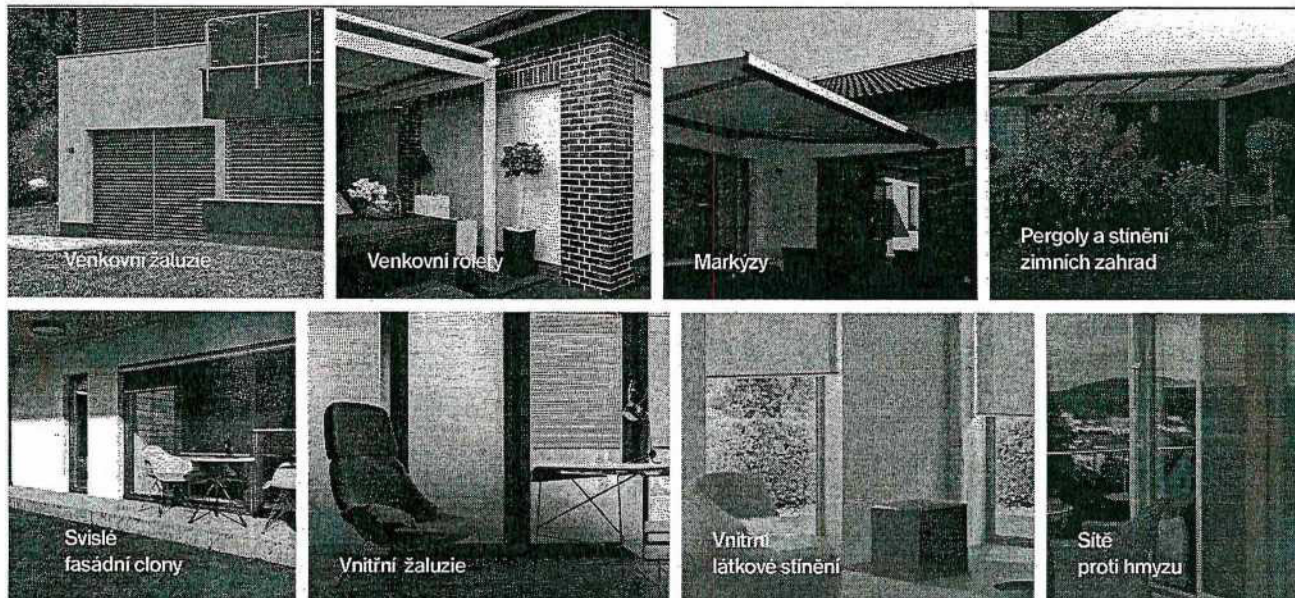 Venkovní žaluzie
Venkovní rolety
Markýzy
Pergoly a stínění
zimních zahrad
Svislé
fasádní clony
Vnitřní žaluzie
Vnitřní
látkové stínění
Sítě
proti hmyzu